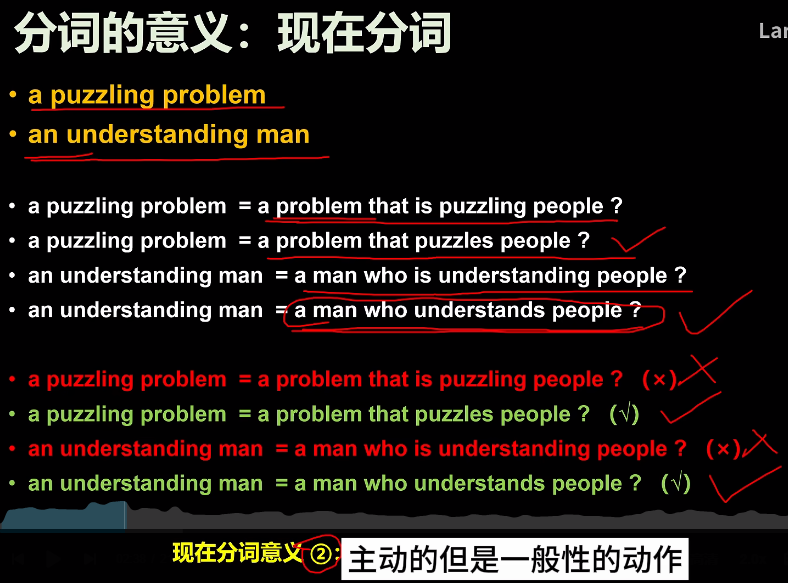 分词的意义：现在分词
Lar
• a puzzling problem
• an understanding man
• a puzzling problem = a problem that is puzzling people ?
• a puzzling problem = a problem that puzzles people ?
• an understanding man = a man who is understanding people ?
• an understanding man = a man who understands people ?
• a puzzling problem = a problem that is puzzling people ? (×)
• a puzzling problem = a problem that puzzles people ? (√)
• an understanding man = a man who is understanding people ? (×)
• an understanding man = a man who understands people ? (√)
现在分词意义②： 主动的但是一般性的动作